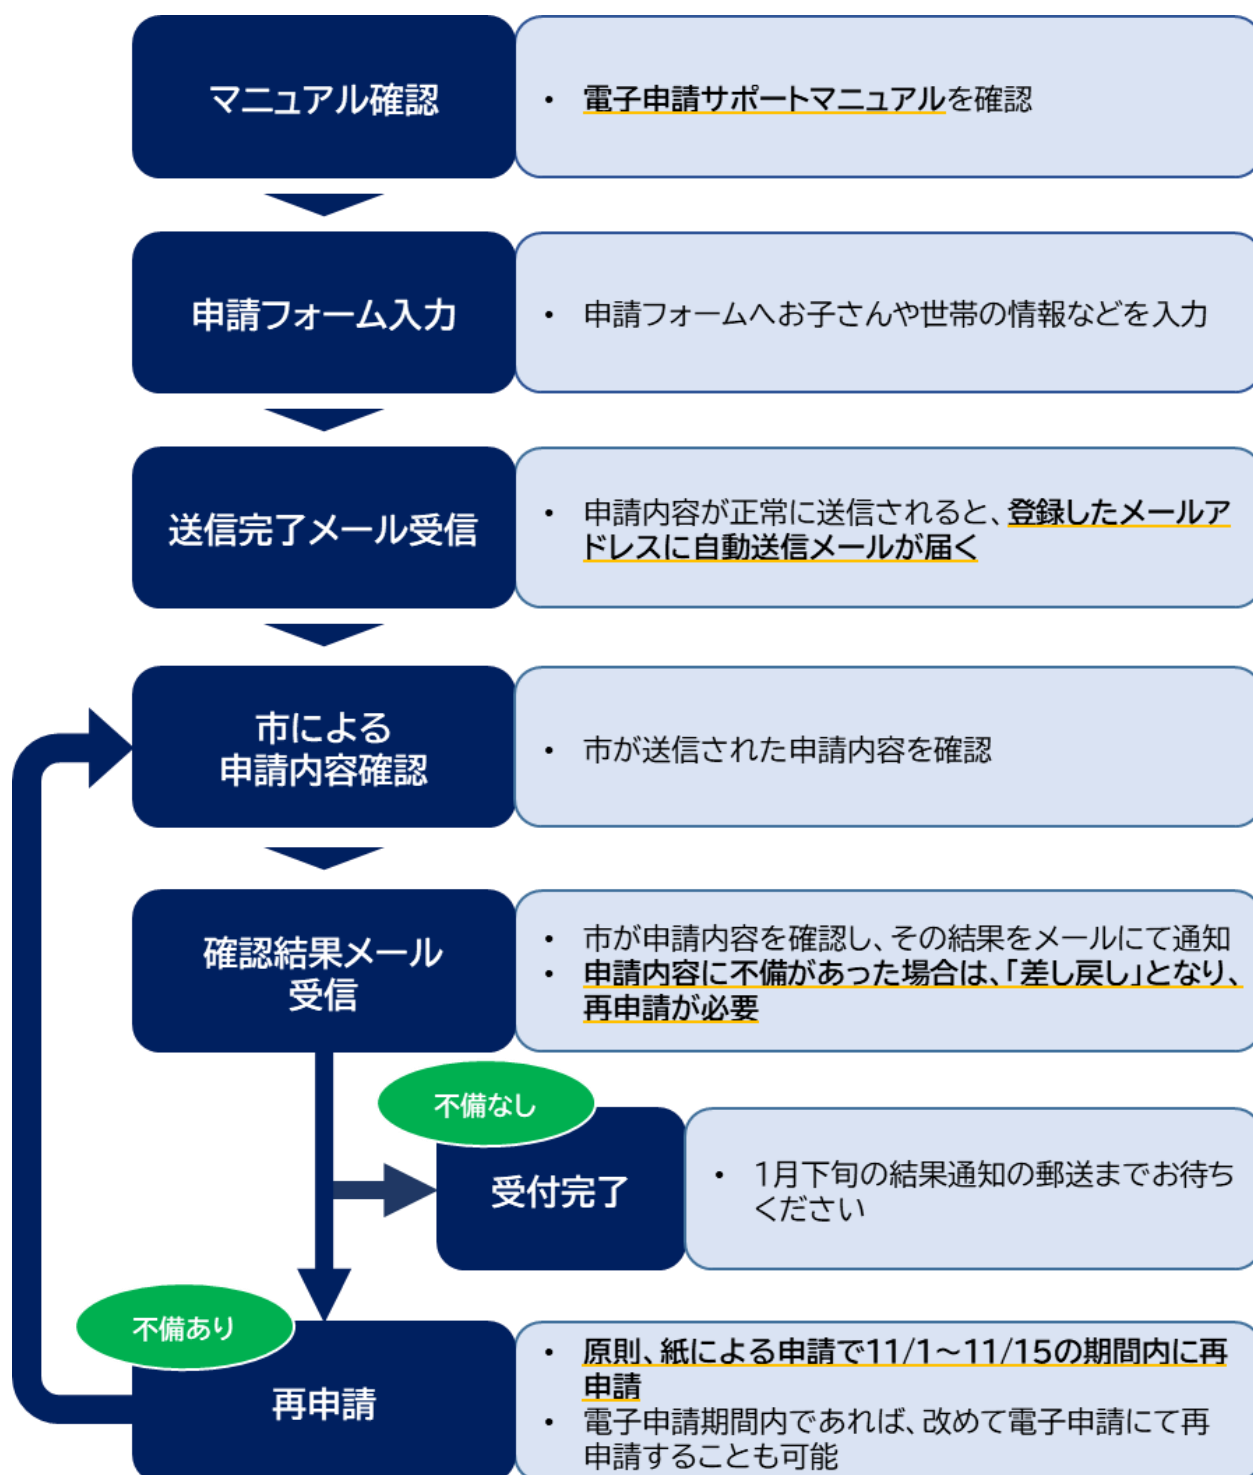 マニュアル確認
• 電子申請サポートマニュアルを確認
申請フォーム入力
• 申請フォームへお子さんや世帯の情報などを入力
送信完了メール受信
• 申請内容が正常に送信されると、登録したメールア
ドレスに自動送信メールが届く
市による
申請内容確認
• 市が送信された申請内容を確認
確認結果メール
受信
• 市が申請内容を確認し、その結果をメールにて通知
• 申請内容に不備があった場合は、「差し戻し」となり、
再申請が必要
不備なし
受付完了
• 1月下旬の結果通知の郵送までお待ち
ください
不備あり
再申請
• 原則、紙による申請で11/1～11/15の期間内に再
申請
• 電子申請期間内であれば、改めて電子申請にて再
申請することも可能